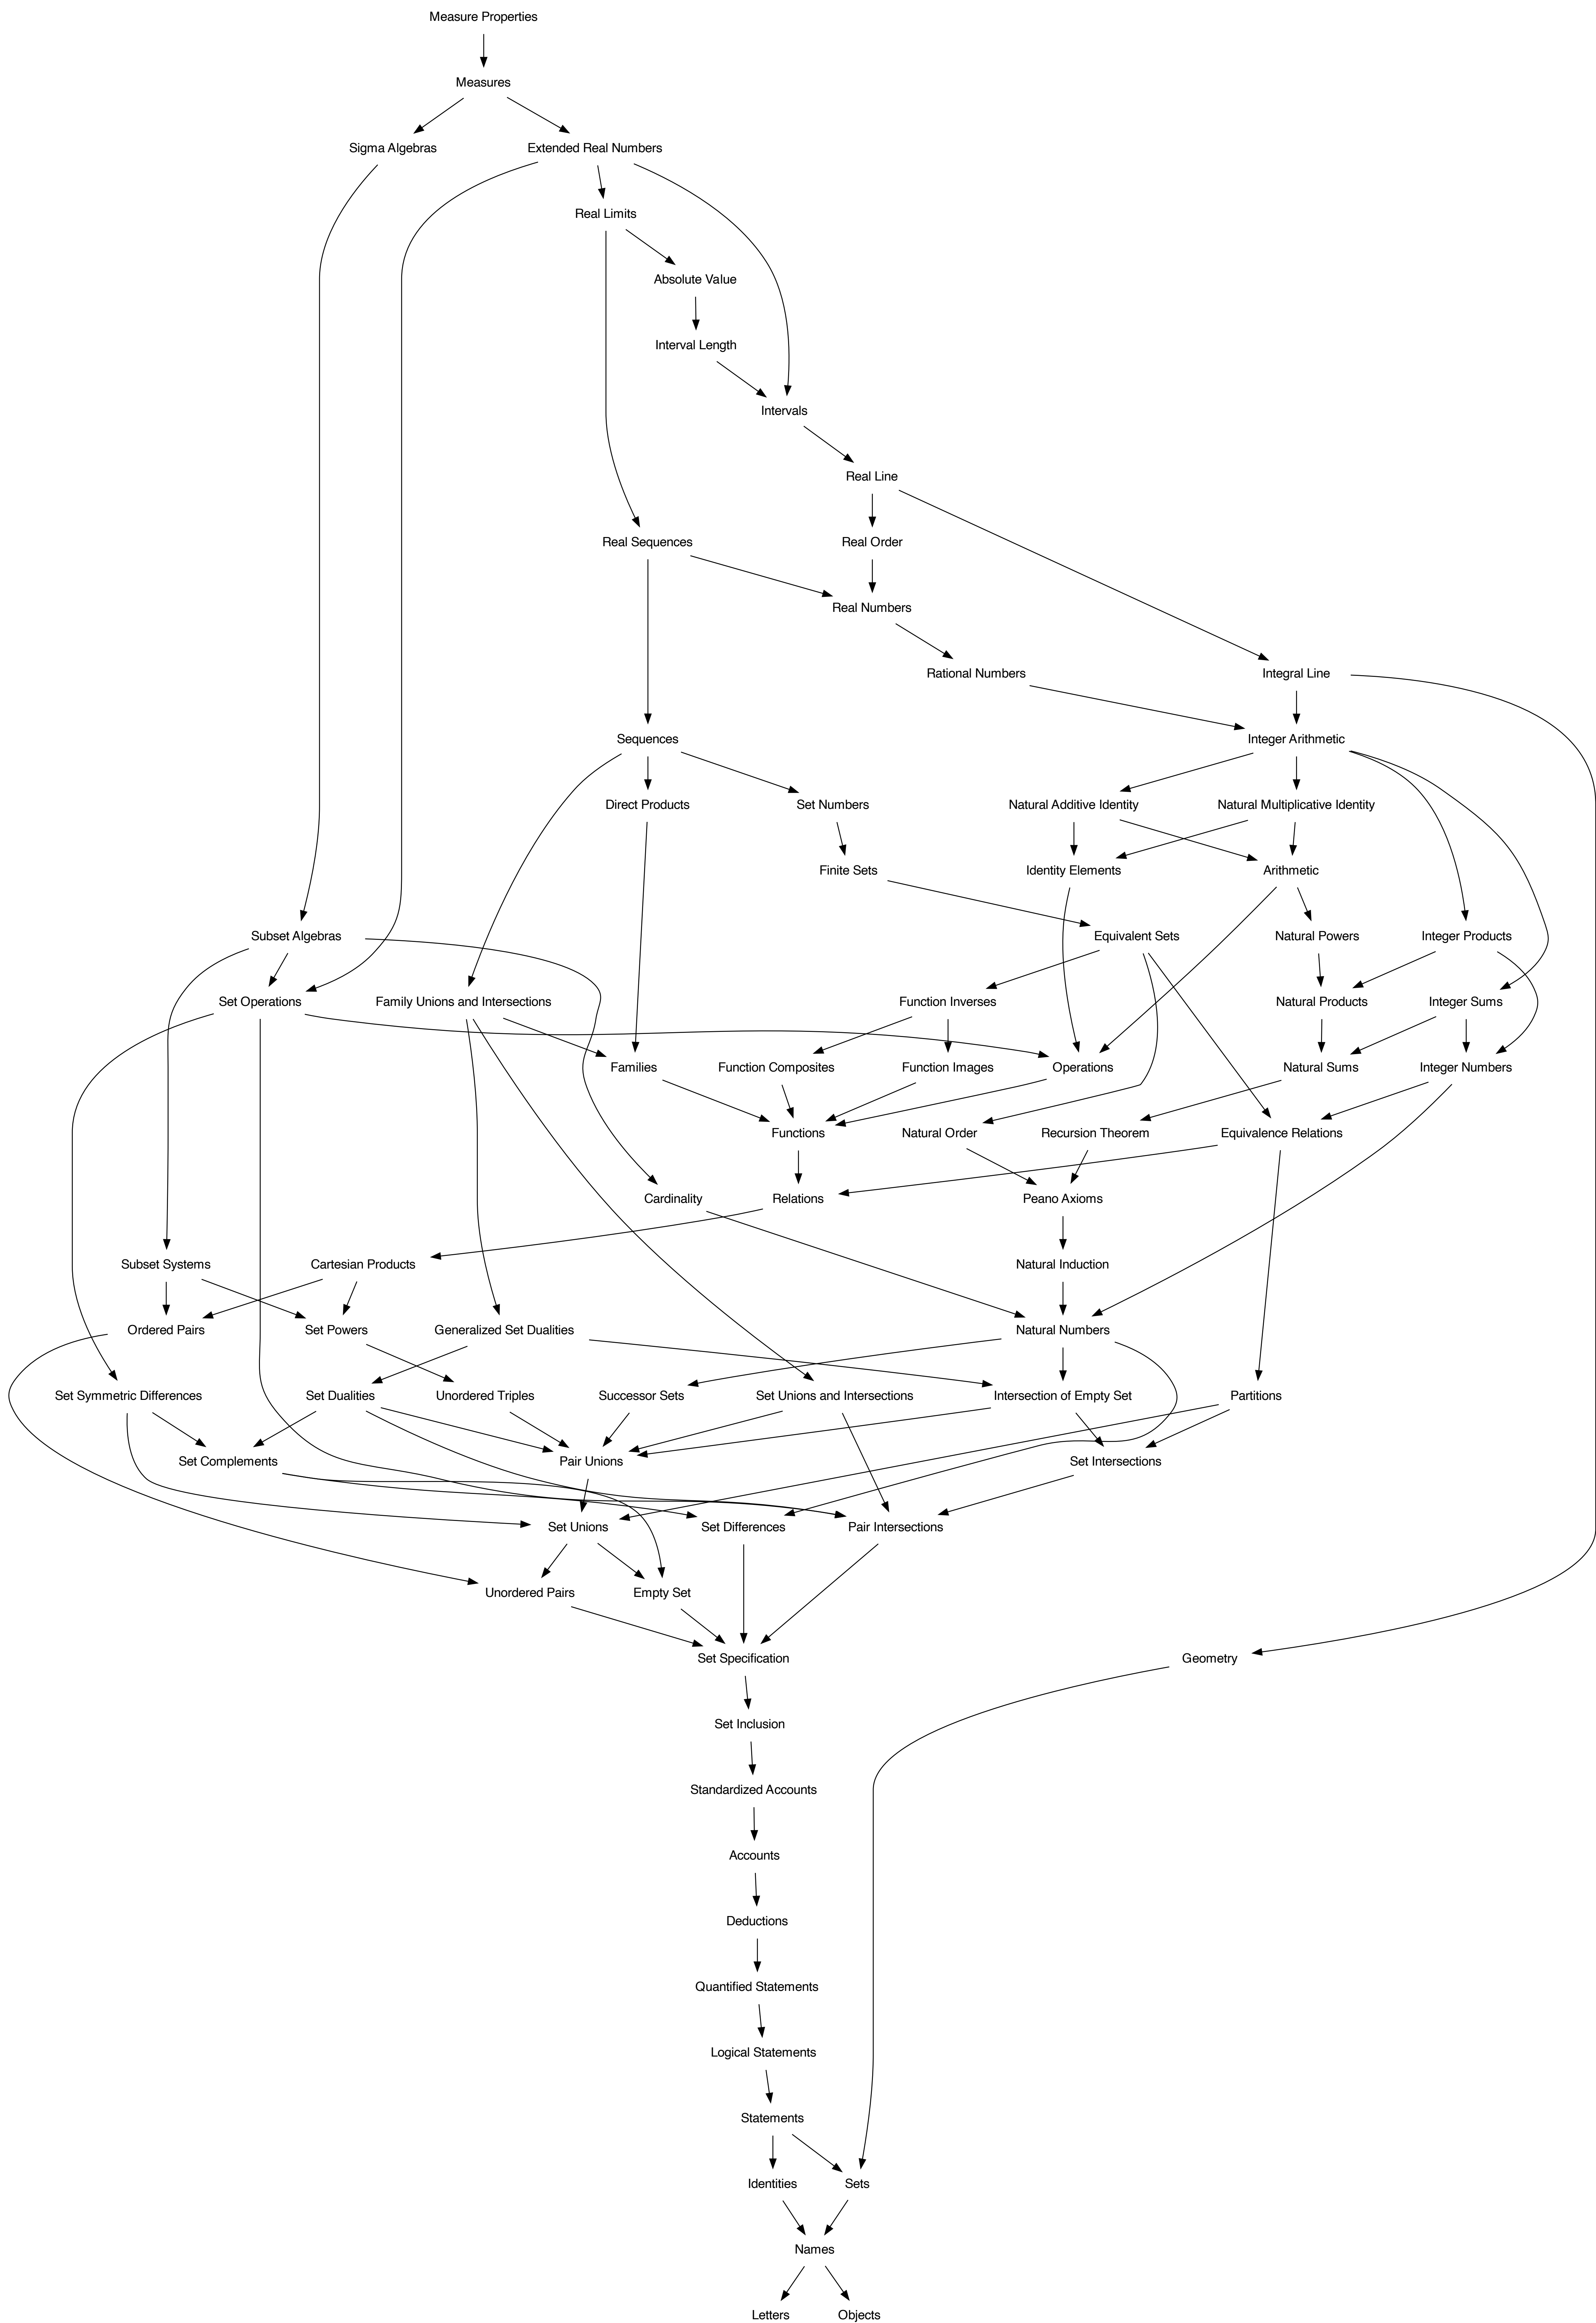 Measure Properties
Measures
Sigma Algebras
Extended Real Numbers
Real Limits
Absolute Value
Interval Length
Intervals
Real Line
Real Sequences
Real Order
Real Numbers
Rational Numbers
Integral Line
Sequences
Integer Arithmetic
Direct Products
Set Numbers
Natural Additive Identity
Natural Multiplicative Identity
Finite Sets
Identity Elements
Arithmetic
Subset Algebras
Equivalent Sets
Natural Powers
Integer Products
Set Operations
Family Unions and Intersections
Function Inverses
Natural Products
Integer Sums
Families
Function Composites
Function Images
Operations
Natural Sums
Integer Numbers
Functions
Natural Order
Recursion Theorem
Equivalence Relations
Cardinality
Relations
Peano Axioms
Subset Systems
Cartesian Products
Natural Induction
Ordered Pairs
Set Powers
Generalized Set Dualities
Natural Numbers
Set Symmetric Differences
Set Dualities
Unordered Triples
Successor Sets
Set Unions and Intersections
Intersection of Empty Set
Partitions
Set Complements
Pair Unions
Set Intersections
Set Unions
Set Differences
Pair Intersections
Unordered Pairs
Empty Set
Set Specification
Geometry
Set Inclusion
Standardized Accounts
Accounts
Deductions
Quantified Statements
Logical Statements
Statements
Identities
Sets
Names
Letters
Objects